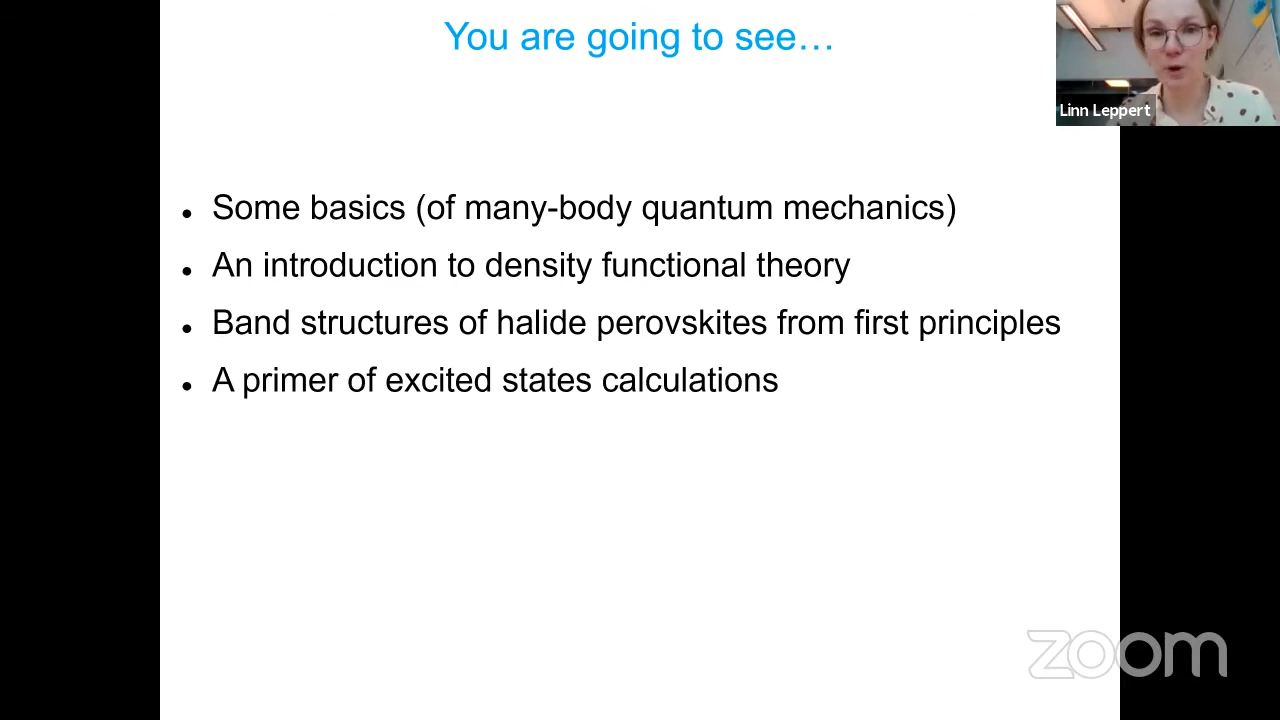 You are going to see…
Linn Leppert
Some basics (of many-body quantum mechanics)
An introduction to density functional theory
Band structures of halide perovskites from first principles
A primer of excited states calculations
zoom